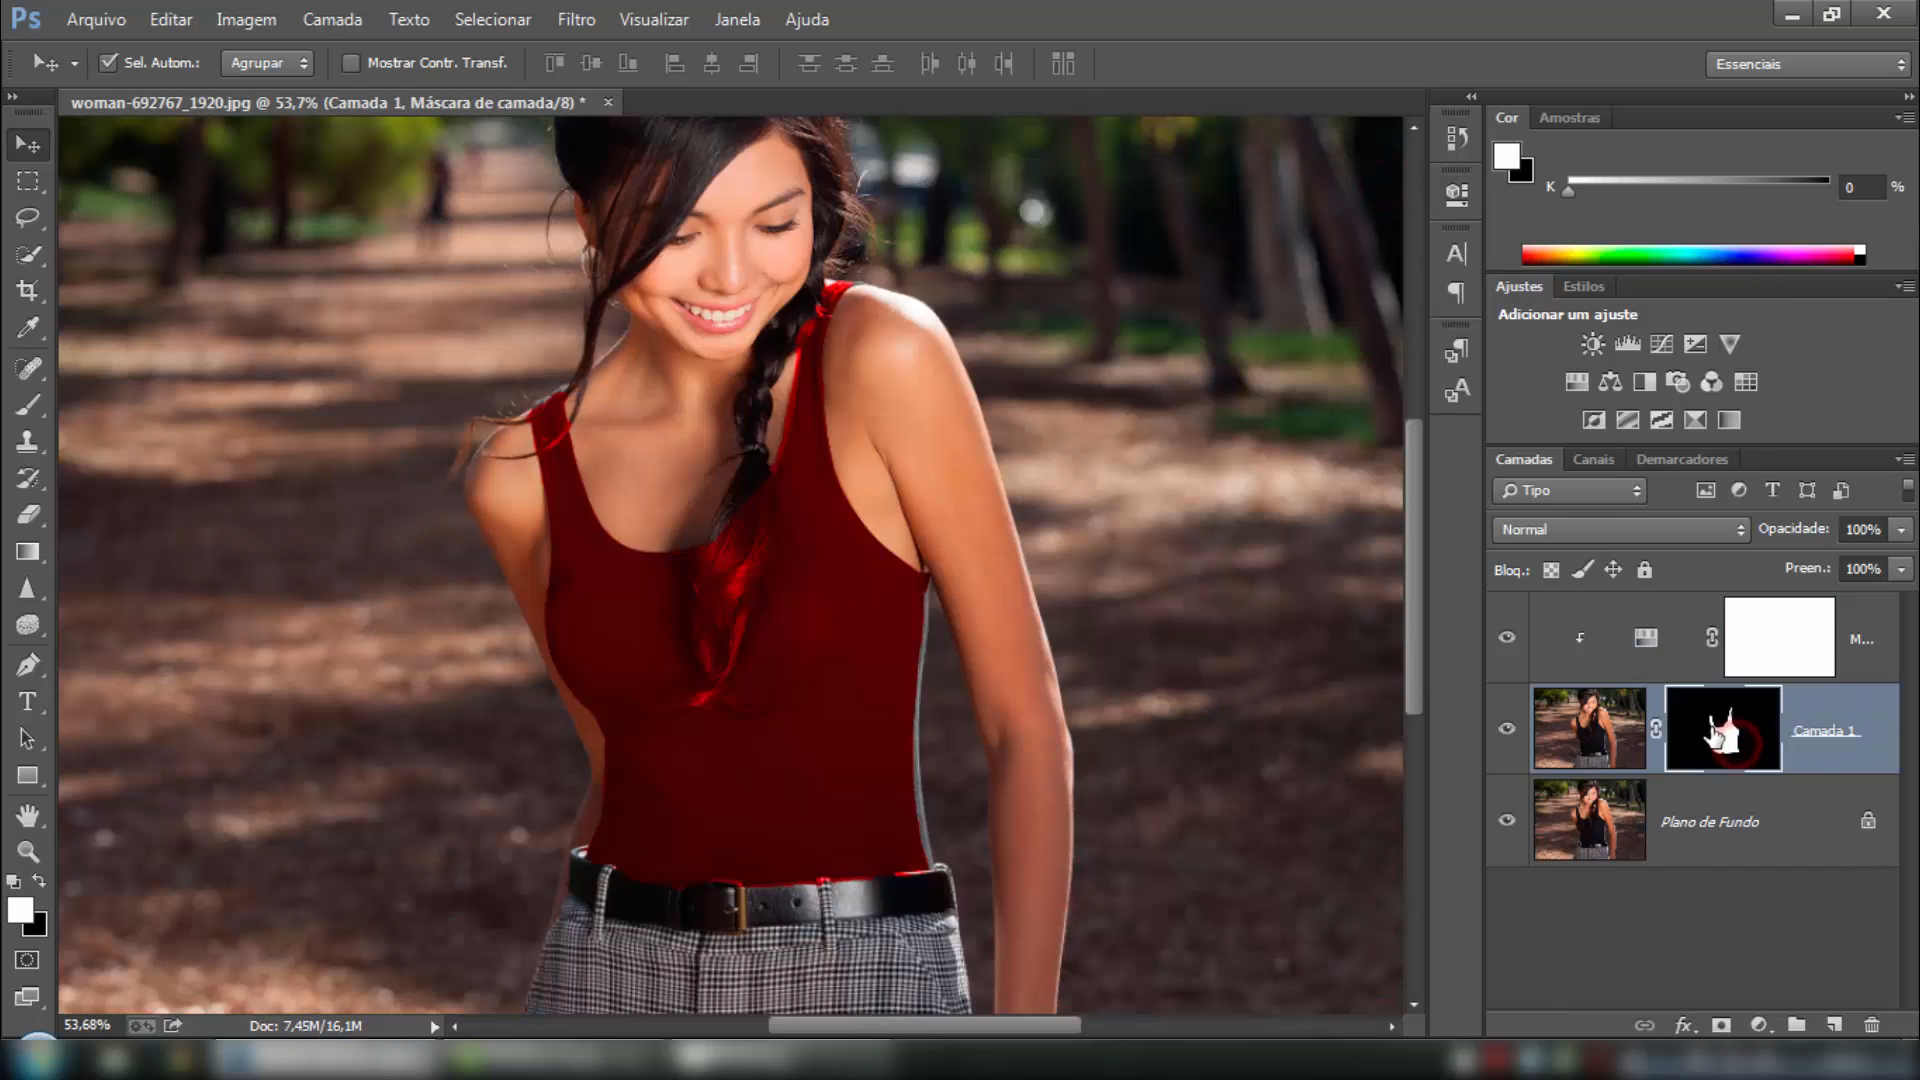 Ps Arquivo Editar Imagem Camada Texto Selecionar Filtro Visualizar Janela Ajuda
Sel. Autom.: Agrupar Mostrar Contr. Transf. Essenciais
woman-692767_1920.jpg @ 53,7% (Camada 1, Máscara de camada/8) * ×
Cor Amostras
K 0 %
Ajustes Estilos
Adicionar um ajuste
Camadas Canais Demarcadores
Tipo
Normal Opacidade: 100%
Bloq.: Preen.: 100%
M...
Camada 1
Plano de Fundo
53,68% Doc: 7,45M/16,1M